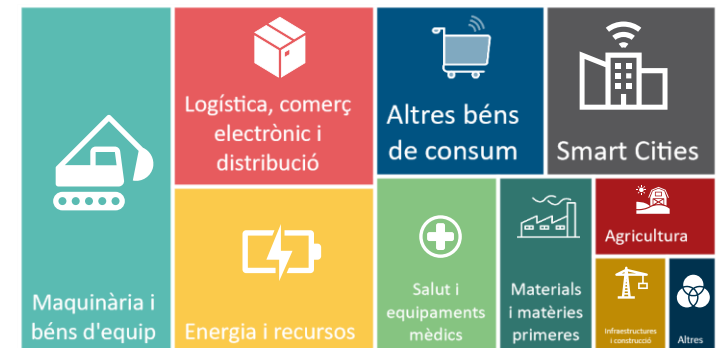 Maquinària i
béns d'equip
Logística, comerç
electrònic i
distribució
Energia i recursos
Altres béns
de consum
Smart Cities
Salut i
equipaments
mèdics
Materials
i matèries
primeres
Agricultura
Infraestructures
i construcció
Altres